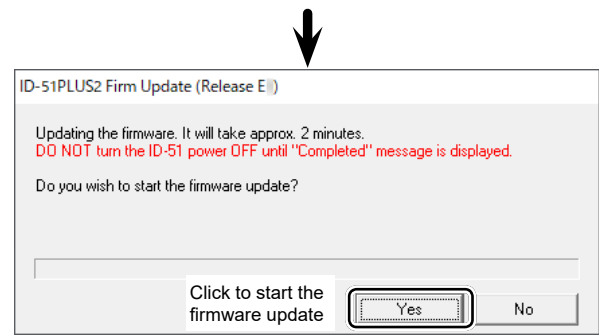 ID-51PLUS2 Firm Update (Release E )
Updating the firmware. It will take approx. 2 minutes.
DO NOT turn the ID-51 power OFF until "Completed" message is displayed.
Do you wish to start the firmware update?
Click to start the
firmware update
Yes
No